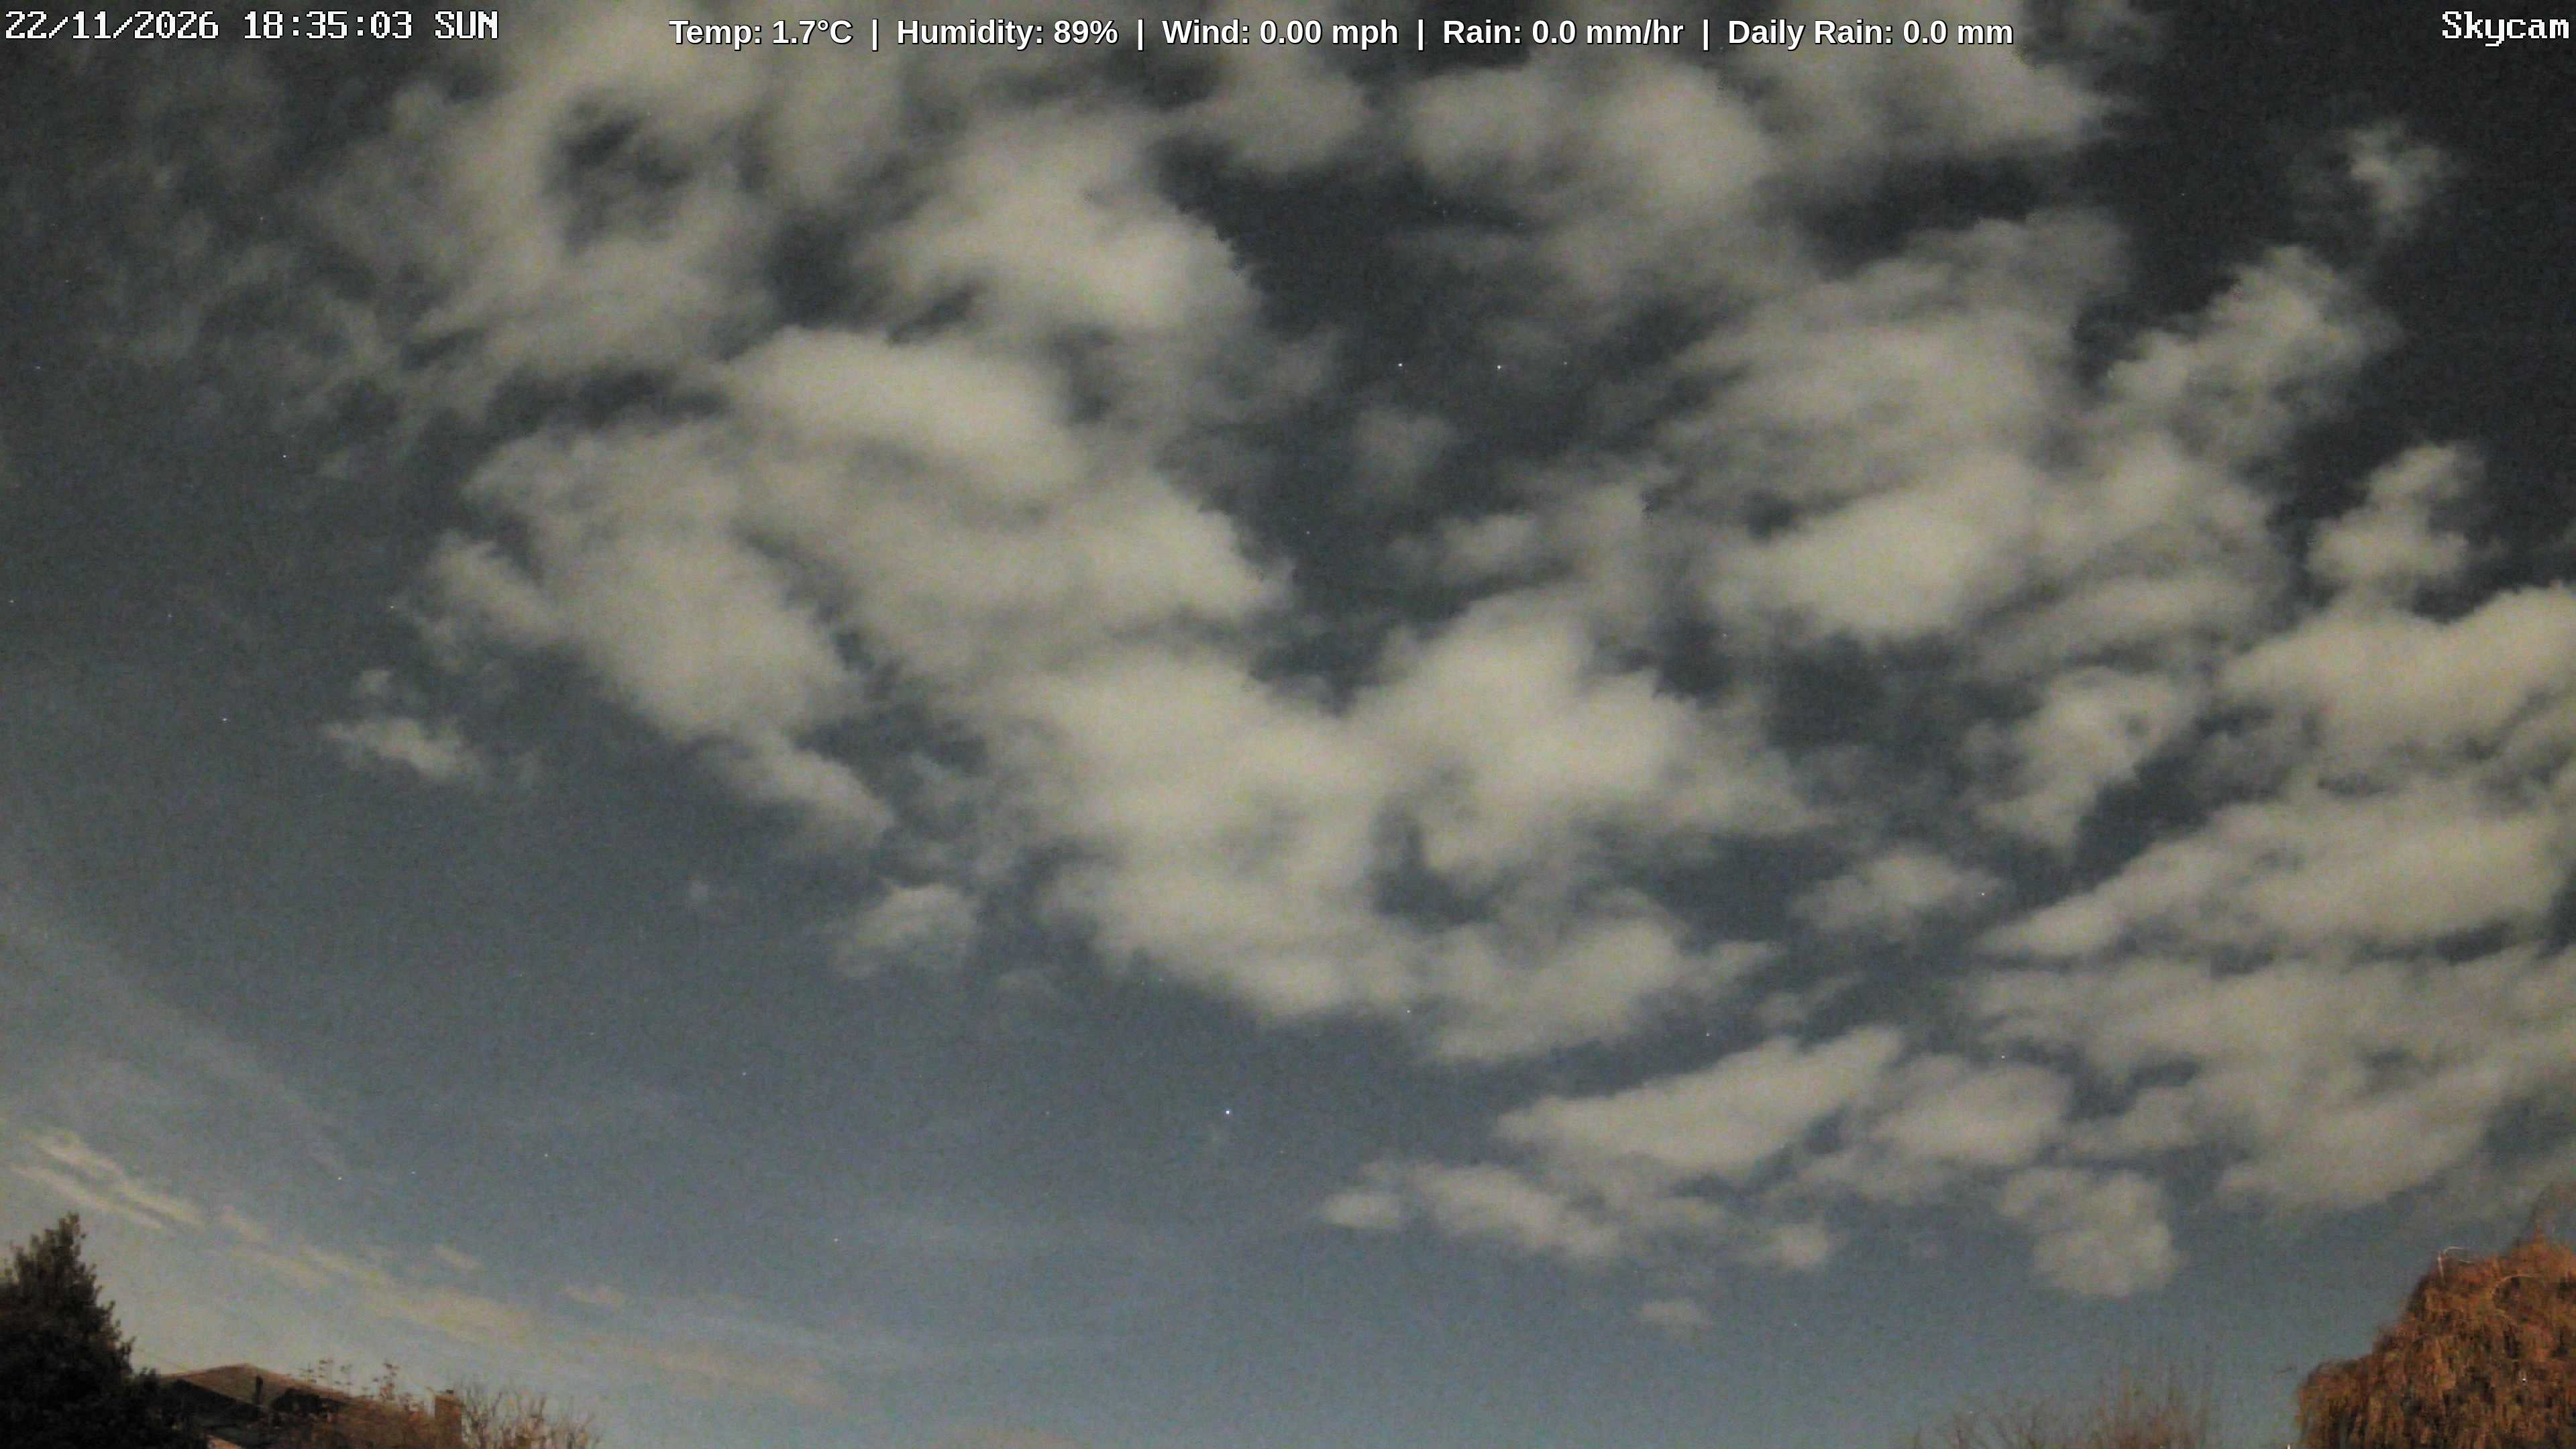 22/11/2026 18:35:03 SUN
Temp: 1.7°C | Humidity: 89% | Wind: 0.00 mph | Rain: 0.0 mm/hr | Daily Rain: 0.0 mm
Skycam